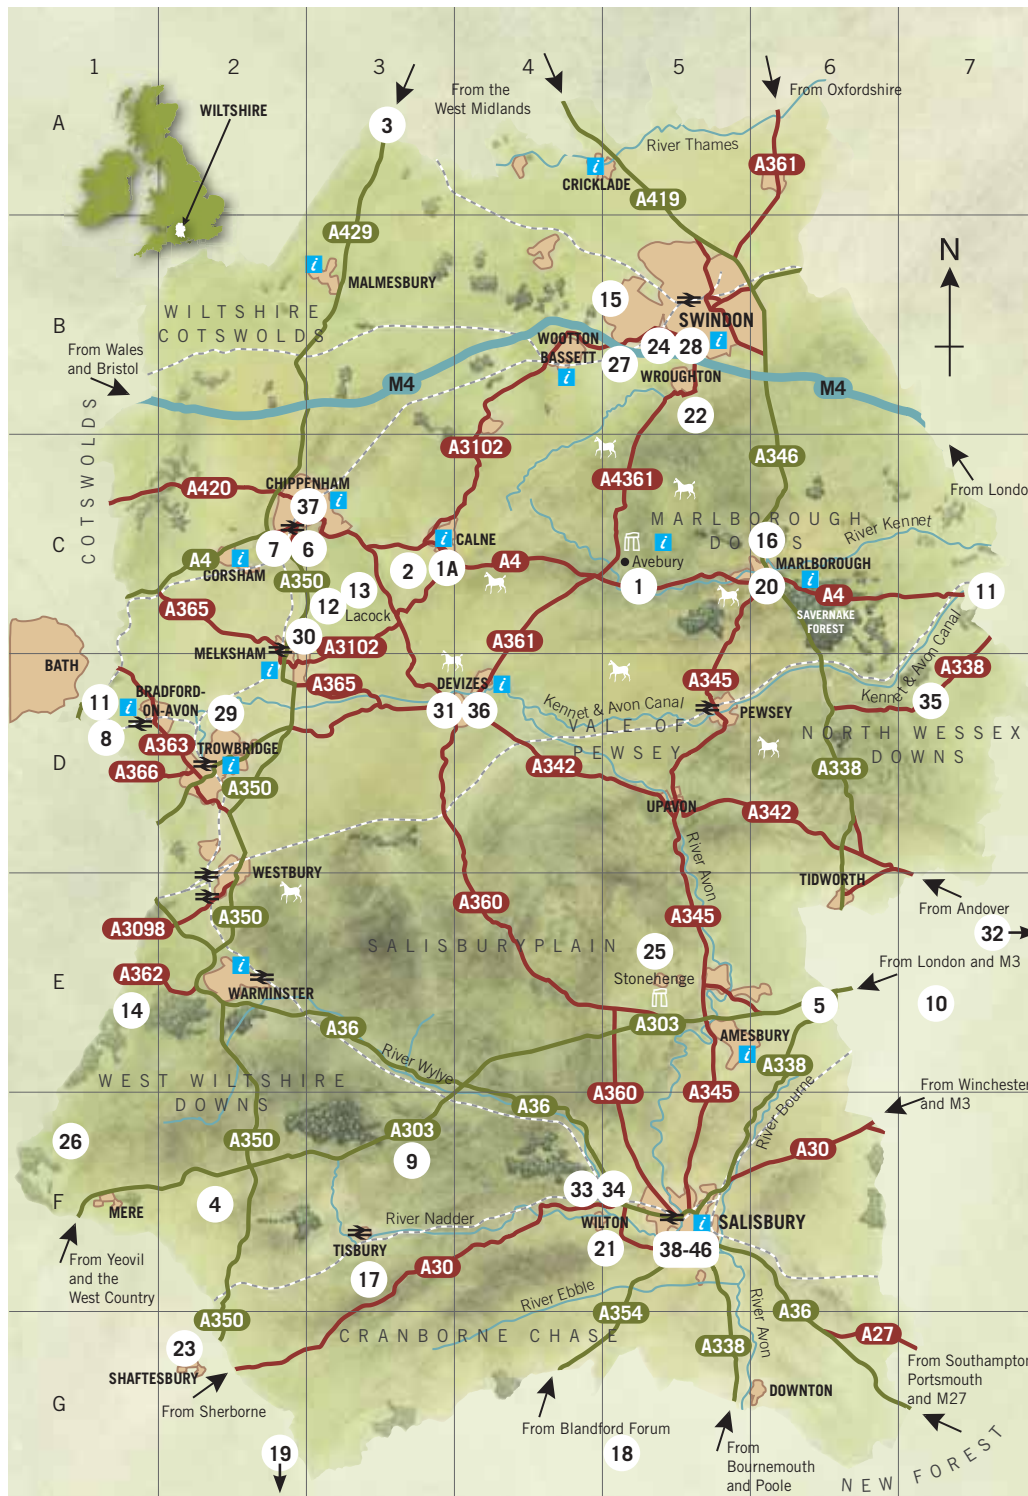 1
2
3
4
5
6
7
A
B
C
D
E
F
G
WILTSHIRE
3
From the
West Midlands
From Oxfordshire
River Thames
CRICKLADE
A361
A419
A429
MALMESBURY
N
WILTSHIRE
COTSWOLDS
15
SWINDON
WOOTTON
BASSETT
24
28
27
WROUGHTON
From Wales
and Bristol
M4
M4
22
COTSWOLDS
A3102
A4361
A346
From London
A420
CHIPPENHAM
37
MARLBOROUGH
DOWNS
River Kennet
16
CALNE
7
6
A4
CORSHAM
A350
2
1A
A4
Avebury
1
MARLBOROUGH
20
A4
11
SAVERNAKE
FOREST
13
12
Lacock
A365
30
A3102
A361
MELKSHAM
BATH
A365
DEVIZES
A345
Kennet & Avon Canal
A338
11
BRADFORD-
ON-AVON
29
31
36
Kennet & Avon Canal
PEWSEY
Kennet & Avon Canal
35
8
A363
TROWBRIDGE
VALE OF
PEWSEY
NORTH WESSEX
DOWNS
A366
A350
A342
A338
UPAVON
A342
River Avon
WESTBURY
TIDWORTH
A350
A3098
A360
A345
From Andover
32
SALISBURY PLAIN
25
A362
Stonehenge
From London and M3
14
WARMINSTER
5
10
A36
A303
AMESBURY
River Wylye
A338
WEST WILTSHIRE
DOWNS
A36
A360
A345
River Bourne
From Winchester
and M3
26
A350
A303
9
A30
4
33
34
MERE
River Nadder
WILTON
SALISBURY
TISBURY
21
38-46
From Yeovil
and the
West Country
17
A30
River Ebble
A354
A36
A350
CRANBORNE CHASE
River Avon
A27
23
A338
SHAFTESBURY
DOWNTON
From Southampton
Portsmouth
and M27
From Sherborne
From Blandford Forum
19
18
From
Bournemouth
and Poole
NEW FOREST